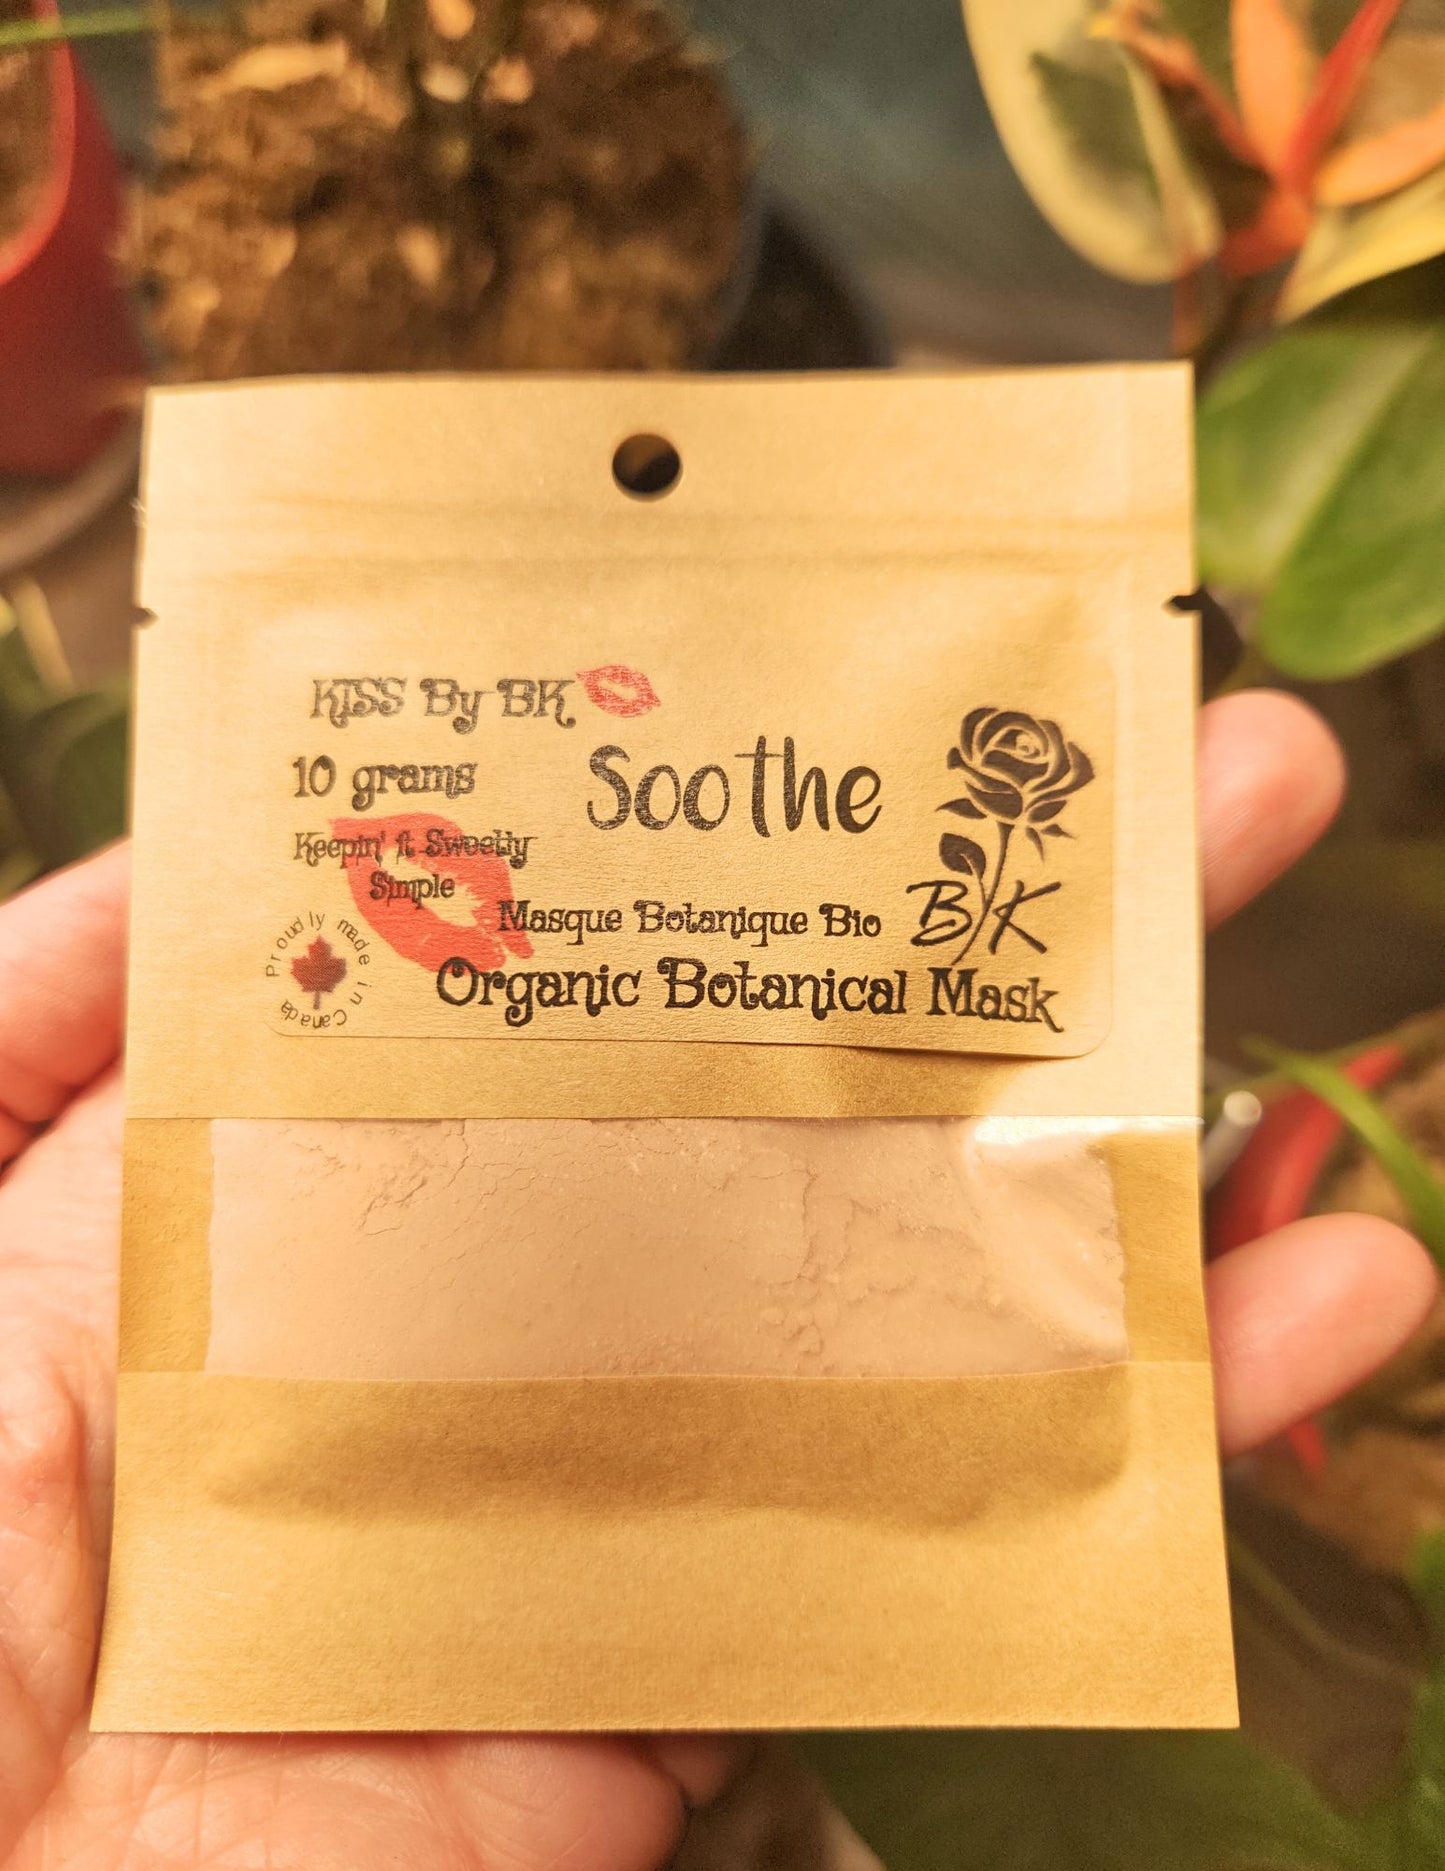 KISS By BK
10 grams
Soothe
Keepin' it Sweetly
Simple
Proudly made in Canada
Masque Botanique Bio
BK
Organic Botanical Mask